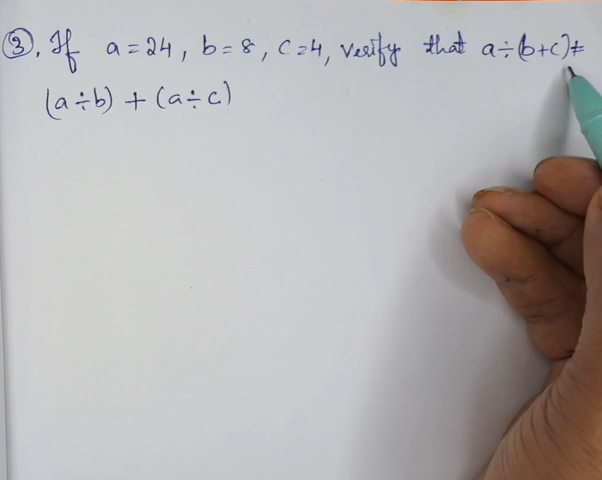 ③. If a = 24, b = 8, c = 4, verify that a ÷ (b + c) ≠
(a ÷ b) + (a ÷ c)